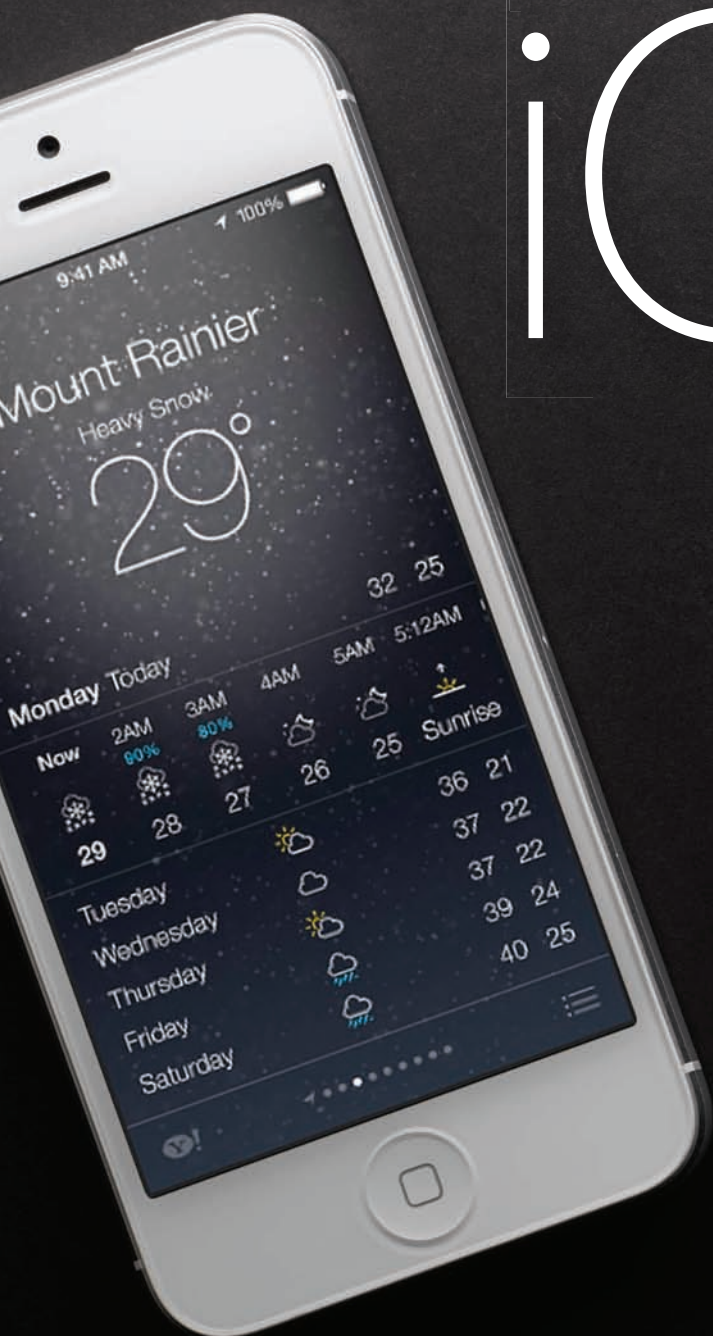 iO
100%
9:41 AM
Mount Rainier
Heavy Snow
29°
Monday Today 32 25
Now 2AM 3AM 4AM 5AM 5:12AM
90% 80%
29 28 27 26 25 Sunrise
Tuesday 36 21
Wednesday 37 22
Thursday 37 22
Friday 39 24
Saturday 40 25
Y!